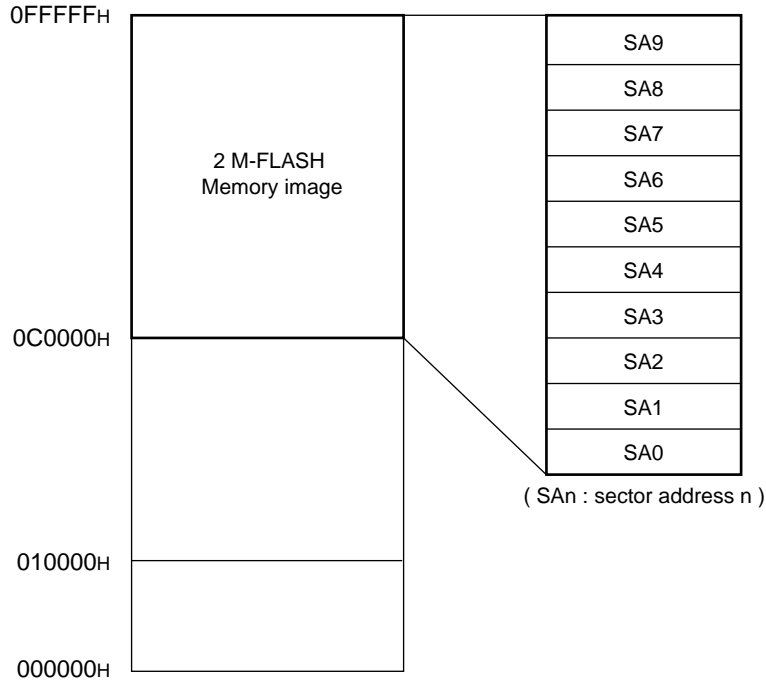 0FFFFFH
2 M-FLASH
Memory image
0C0000H
010000H
000000H
SA9
SA8
SA7
SA6
SA5
SA4
SA3
SA2
SA1
SA0
( SAn : sector address n )